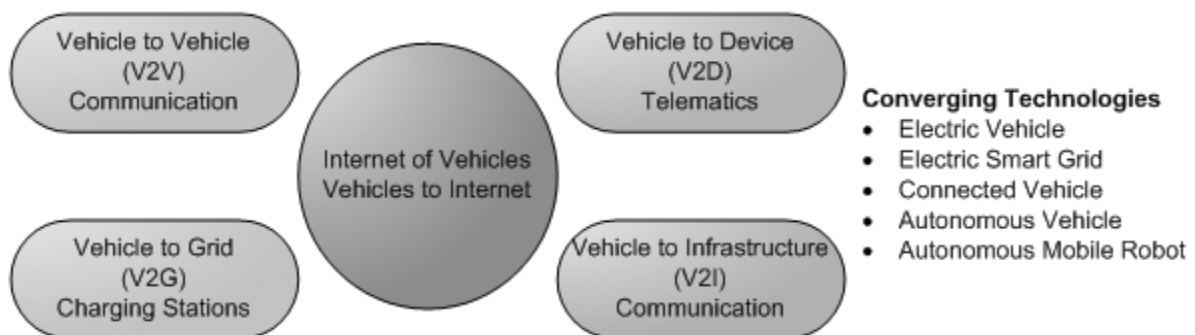 Vehicle to Vehicle
(V2V)
Communication
Vehicle to Device
(V2D)
Telematics
Internet of Vehicles
Vehicles to Internet
Vehicle to Grid
(V2G)
Charging Stations
Vehicle to Infrastructure
(V2I)
Communication
Converging Technologies
• Electric Vehicle
• Electric Smart Grid
• Connected Vehicle
• Autonomous Vehicle
• Autonomous Mobile Robot